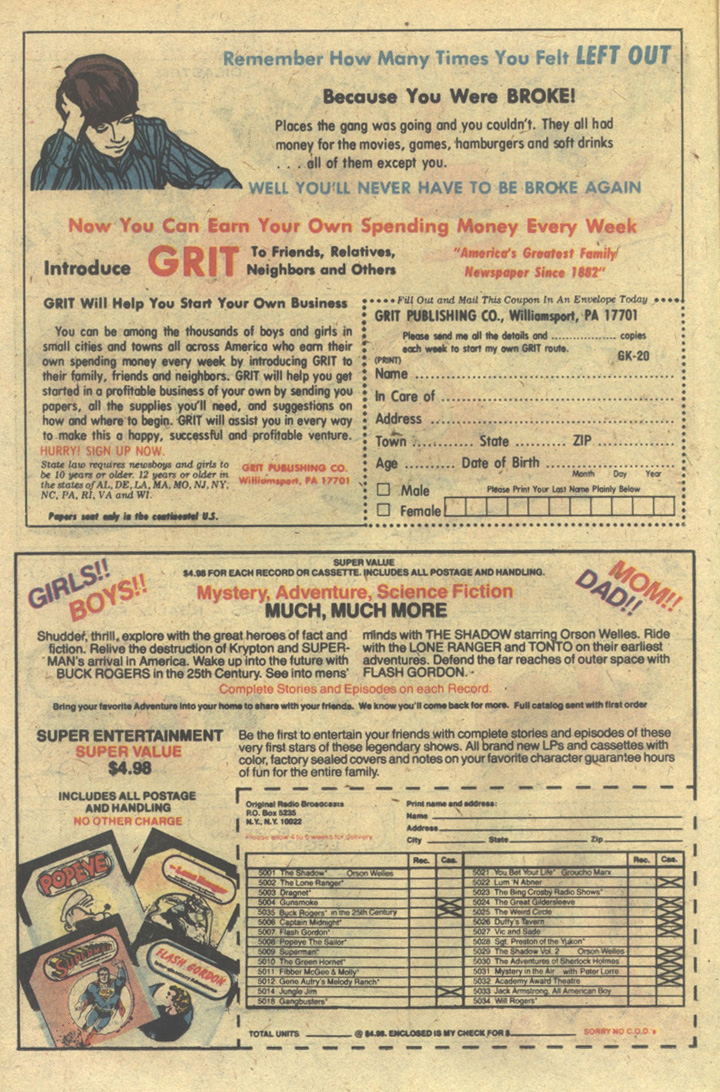 Remember How Many Times You Felt LEFT OUT
Because You Were BROKE!
Places the gang was going and you couldn't. They all had
money for the movies, games, hamburgers and soft drinks
. . . all of them except you.
WELL YOU'LL NEVER HAVE TO BE BROKE AGAIN
Now You Can Earn Your Own Spending Money Every Week
Introduce GRIT To Friends, Relatives,
Neighbors and Others
"America's Greatest Family
Newspaper Since 1882"
GRIT Will Help You Start Your Own Business
You can be among the thousands of boys and girls in
small cities and towns all across America who earn their
own spending money every week by introducing GRIT to
their family, friends and neighbors. GRIT will help you get
started in a profitable business of your own by sending you
papers, all the supplies you'll need, and suggestions on
how and where to begin. GRIT will assist you in every way
to make this a happy, successful and profitable venture.
HURRY! SIGN UP NOW.
State law requires newsboys and girls to
be 10 years or older. 12 years or older in
the states of AL, DE, LA, MA, MO, NJ, NY,
NC, PA, RI, VA and WI.
GRIT PUBLISHING CO.
Williamsport, PA 17701
Papers sent only in the continental U.S.
Fill Out and Mail This Coupon In An Envelope Today
GRIT PUBLISHING CO., Williamsport, PA 17701
Please send me all the details and .................. copies
each week to start my own GRIT route.
(PRINT) GK-20
Name
In Care of
Address
Town .......... State .......... ZIP
Age .......... Date of Birth
Month Day Year
Male Please Print Your Last Name Plainly Below
Female
GIRLS!!
BOYS!!
SUPER VALUE
$4.98 FOR EACH RECORD OR CASSETTE. INCLUDES ALL POSTAGE AND HANDLING.
Mystery, Adventure, Science Fiction
MUCH, MUCH MORE
MOM!!
DAD!!
Shudder, thrill, explore with the great heroes of fact and
fiction. Relive the destruction of Krypton and SUPER-
MAN's arrival in America. Wake up into the future with
BUCK ROGERS in the 25th Century. See into mens'
minds with THE SHADOW starring Orson Welles. Ride
with the LONE RANGER and TONTO on their earliest
adventures. Defend the far reaches of outer space with
FLASH GORDON.
Complete Stories and Episodes on each Record.
Bring your favorite Adventure into your home to share with your friends. We know you'll come back for more. Full catalog sent with first order
SUPER ENTERTAINMENT
SUPER VALUE
$4.98
INCLUDES ALL POSTAGE
AND HANDLING
NO OTHER CHARGE
Be the first to entertain your friends with complete stories and episodes of these
very first stars of these legendary shows. All brand new LPs and cassettes with
color, factory sealed covers and notes on your favorite character guarantee hours
of fun for the entire family.
POPEYE
The Lone Ranger
SUPERMAN
FLASH GORDON
Original Radio Broadcasts
P.O. Box 5235
N.Y., N.Y. 10022
Please allow 4 to 6 weeks for delivery
Print name and address:
Name
Address
City State Zip
Rec. Cas.
5001 The Shadow* Orson Welles
5002 The Lone Ranger*
5003 Dragnet*
5004 Gunsmoke
5035 Buck Rogers* in the 25th Century
5006 Captain Midnight*
5007 Flash Gordon*
5008 Popeye The Sailor*
5009 Superman*
5010 The Green Hornet*
5011 Fibber McGee & Molly*
5012 Gene Autry's Melody Ranch*
5014 Jungle Jim
5018 Gangbusters*
Rec. Cas.
5021 You Bet Your Life* Groucho Marx
5022 Lum 'N Abner
5023 The Bing Crosby Radio Shows*
5024 The Great Gildersleeve
5025 The Weird Circle
5026 Duffy's Tavern
5027 Vic and Sade
5028 Sgt. Preston of the Yukon*
5029 The Shadow Vol. 2 Orson Welles
5030 The Adventures of Sherlock Holmes
5031 Mystery in the Air with Peter Lorre
5032 Academy Award Theatre
5033 Jack Armstrong, All American Boy
5034 Will Rogers*
TOTAL UNITS @ $4.98. ENCLOSED IS MY CHECK FOR $ SORRY NO C.O.D.'s